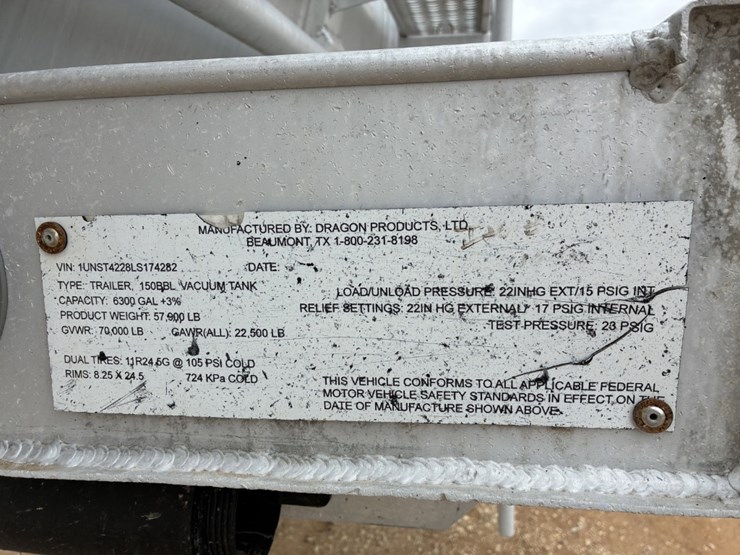 MANUFACTURED BY: DRAGON PRODUCTS, LTD.
BEAUMONT, TX 1-800-231-8198
VIN: 1UNST4228LS174282 DATE:
TYPE: TRAILER, 150BBL VACUUM TANK
CAPACITY: 6300 GAL +3%
PRODUCT WEIGHT: 57,900 LB
GVWR: 70,000 LB GAWR(ALL): 22,500 LB
LOAD/UNLOAD PRESSURE: 22INHG EXT/15 PSIG INT
RELIEF SETTINGS: 22IN HG EXTERNAL/ 17 PSIG INTERNAL
TEST PRESSURE: 23 PSIG
DUAL TIRES: 11R24.5G @ 105 PSI COLD
RIMS: 8.25 X 24.5 724 KPa COLD
THIS VEHICLE CONFORMS TO ALL APPLICABLE FEDERAL
MOTOR VEHICLE SAFETY STANDARDS IN EFFECT ON THE
DATE OF MANUFACTURE SHOWN ABOVE.